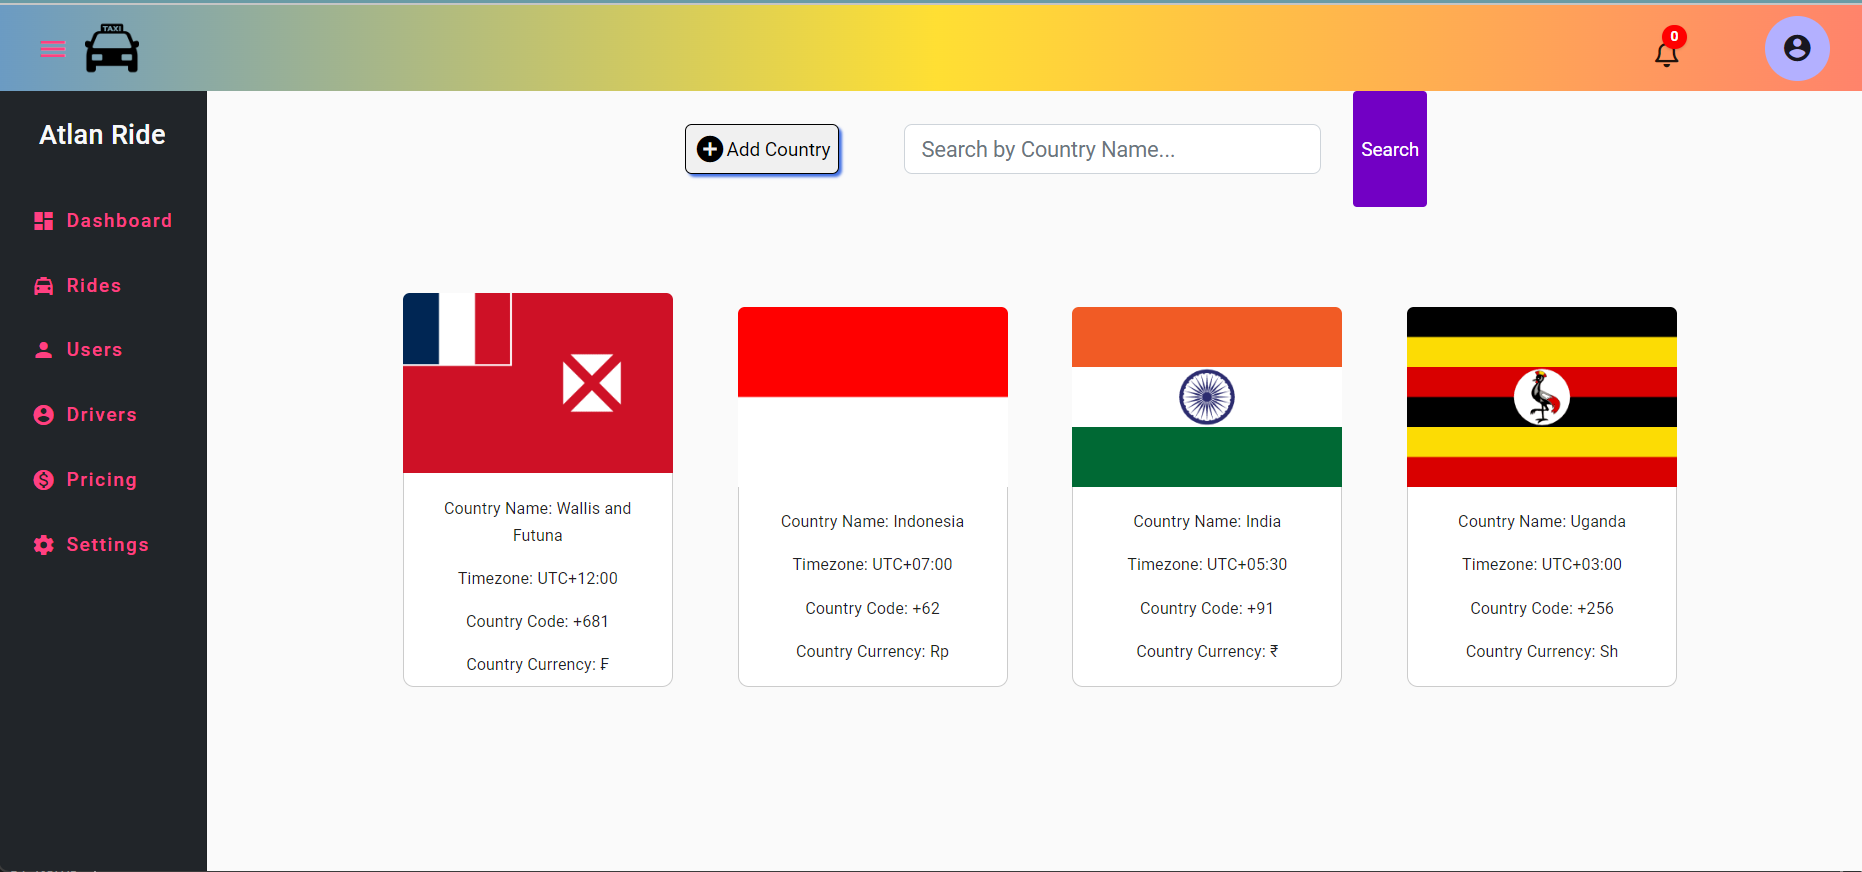 TAXI
0
Atlan Ride
Add Country
Search by Country Name...
Search
Dashboard
Rides
Users
Drivers
Pricing
Settings
Country Name: Wallis and
Futuna
Timezone: UTC+12:00
Country Code: +681
Country Currency: ₣
Country Name: Indonesia
Timezone: UTC+07:00
Country Code: +62
Country Currency: Rp
Country Name: India
Timezone: UTC+05:30
Country Code: +91
Country Currency: ₹
Country Name: Uganda
Timezone: UTC+03:00
Country Code: +256
Country Currency: Sh